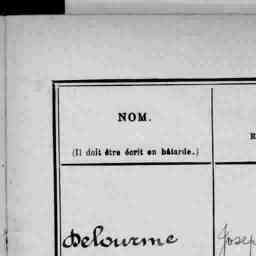 NOM.
(Il doit être écrit en bâtarde.)
Delourme